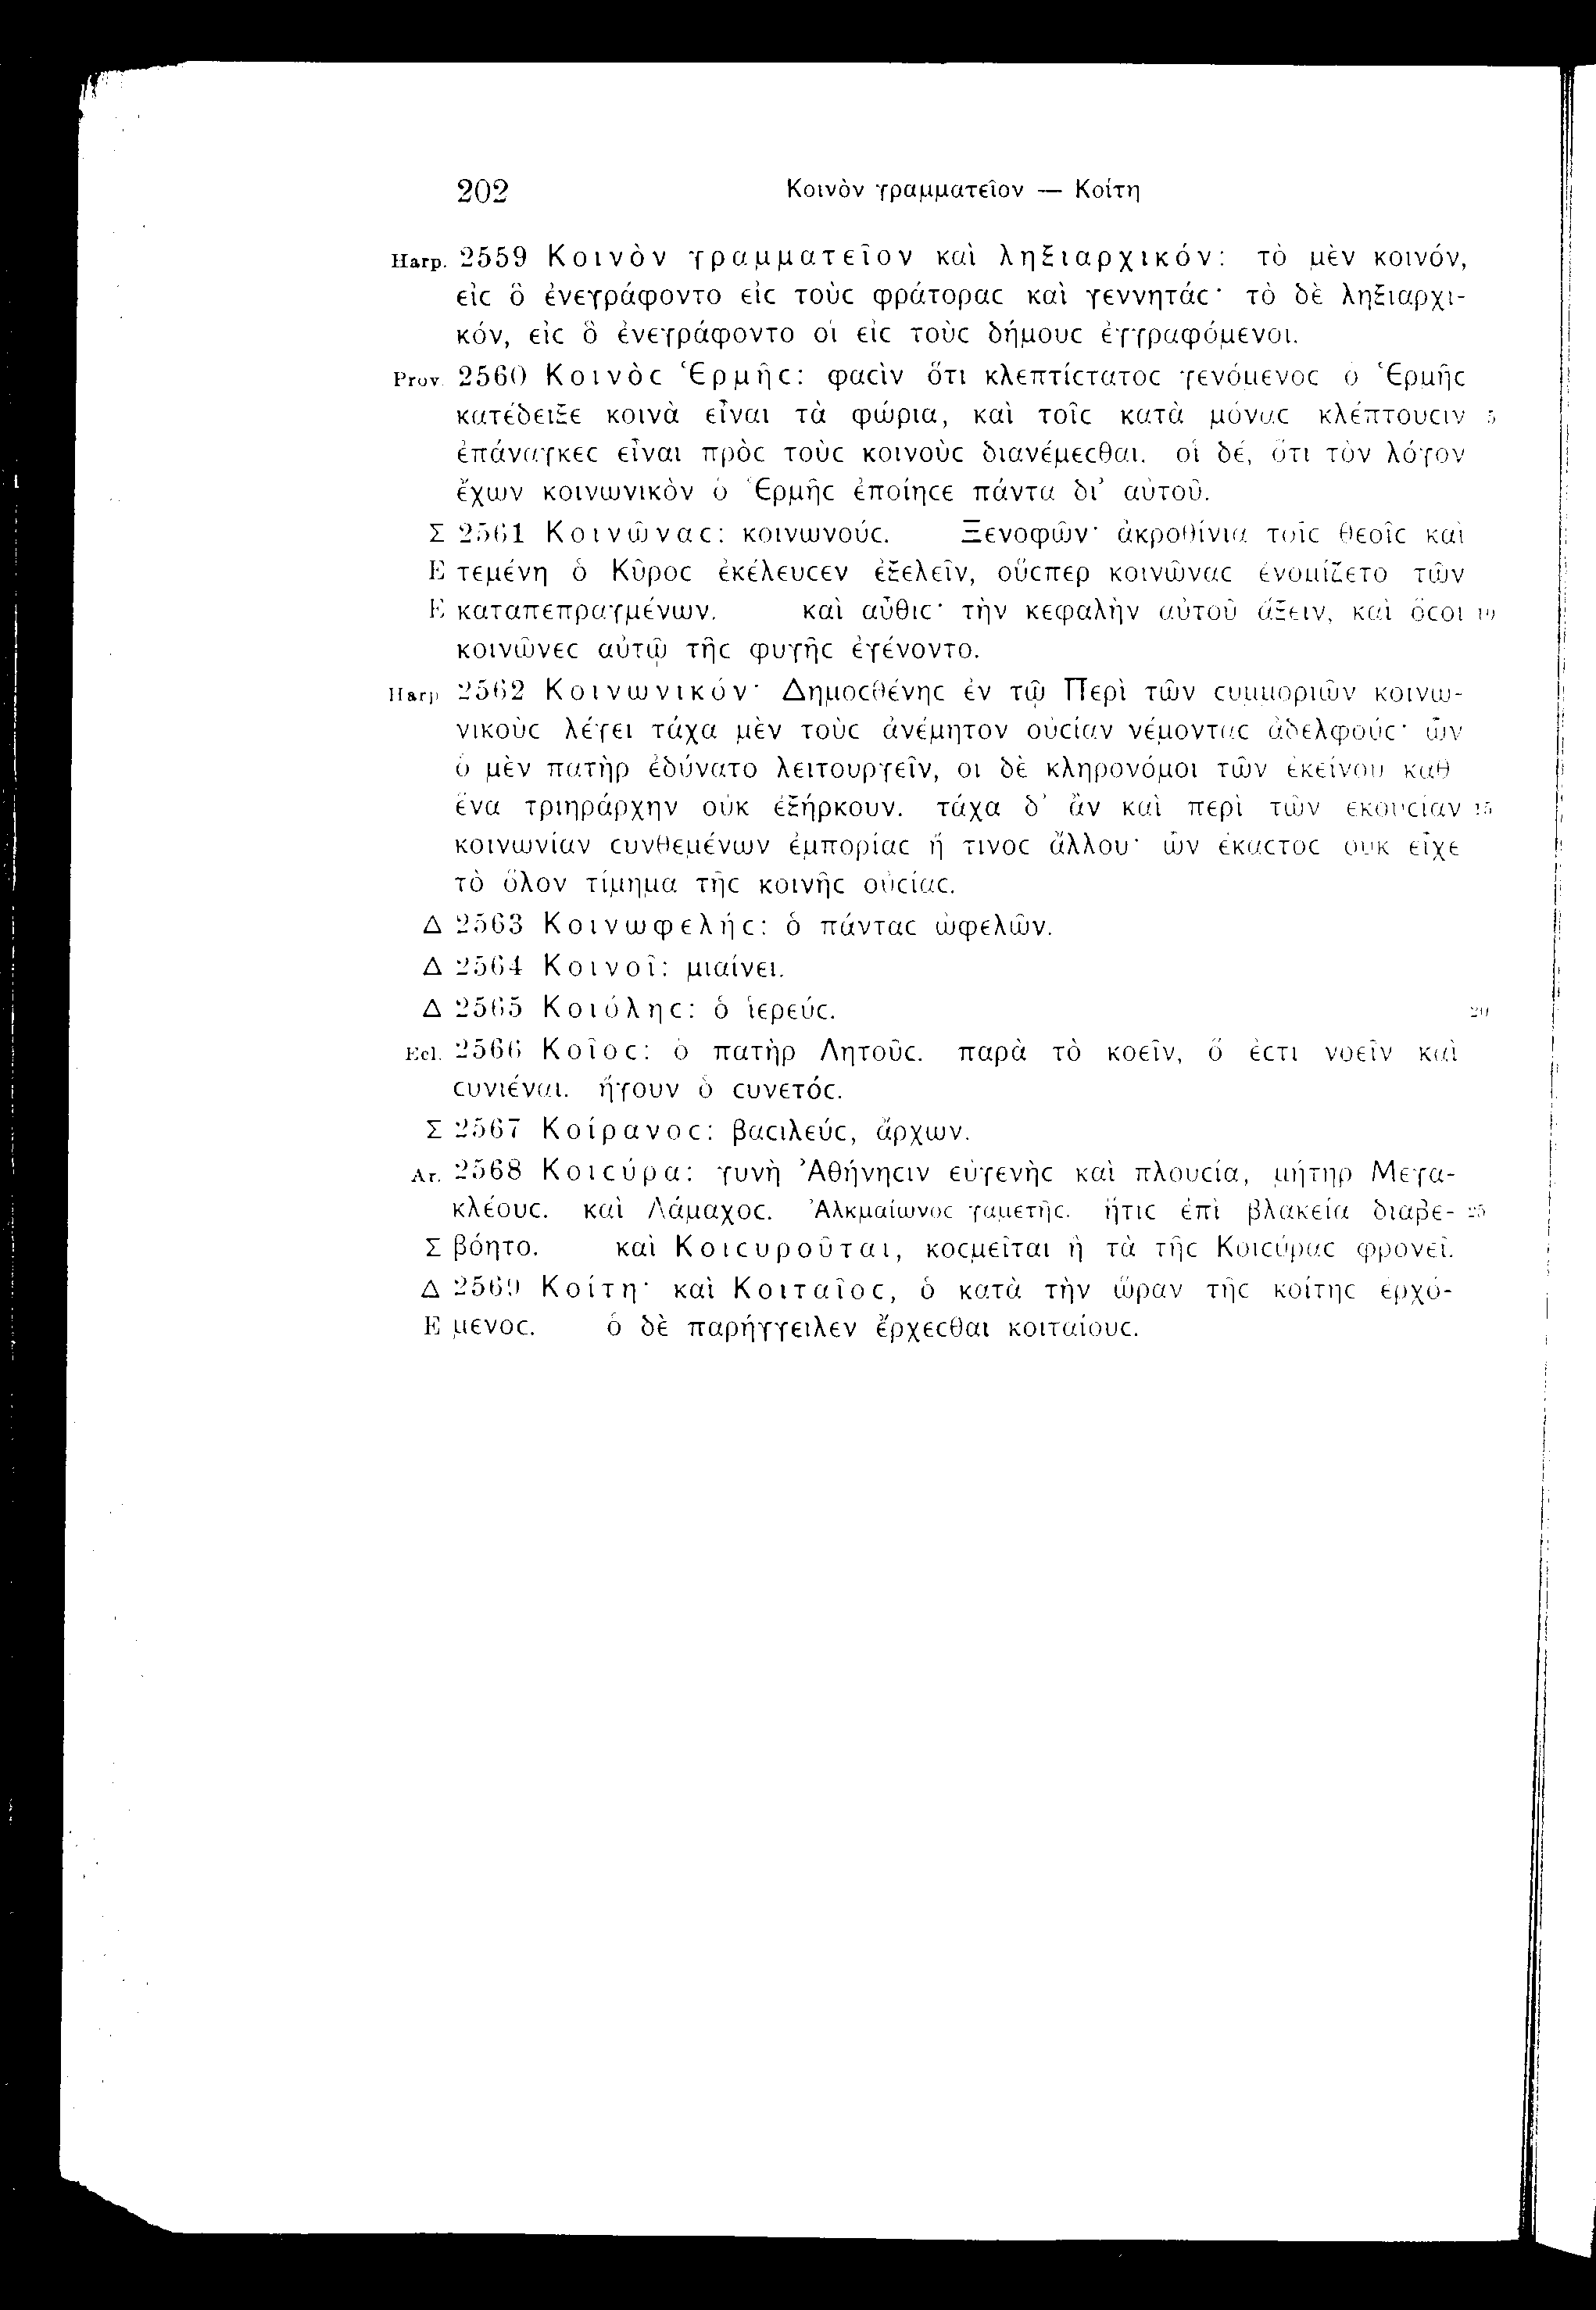 202 Κοινὸν γραμματεῖον — Κοίτη
Harp. 2559 Κοινὸν γραμματεῖον καὶ ληξιαρχικόν: τὸ μὲν κοινόν,
εἰϲ ὃ ἐνεγράφοντο εἰϲ τοὺϲ φράτοραϲ καὶ γεννητάϲ· τὸ δὲ ληξιαρχι-
κόν, εἰϲ ὃ ἐνεγράφοντο οἱ εἰϲ τοὺϲ δήμουϲ ἐγγραφόμενοι.
Prov. 2560 Κοινὸϲ Ἑρμῆϲ: φαϲὶν ὅτι κλεπτίϲτατοϲ γενόμενοϲ ὁ Ἑρμῆϲ
κατέδειξε κοινὰ εἶναι τὰ φώρια, καὶ τοῖϲ κατὰ μόναϲ κλέπτουϲιν 5
ἐπάναγκεϲ εἶναι πρὸϲ τοὺϲ κοινοὺϲ διανέμεϲθαι. οἱ δέ, ὅτι τὸν λόγον
ἔχων κοινωνικὸν ὁ Ἑρμῆϲ ἐποίηϲε πάντα δι’ αὐτοῦ.
Σ 2561 Κοινῶναϲ: κοινωνούϲ. Ξενοφῶν· ἀκροθίνια τοῖϲ θεοῖϲ καὶ
E τεμένη ὁ Κῦροϲ ἐκέλευϲεν ἐξελεῖν, οὕϲπερ κοινῶναϲ ἐνομίζετο τῶν
E καταπεπραγμένων. καὶ αὖθιϲ· τὴν κεφαλὴν αὐτοῦ ἄξειν, καὶ ὅϲοι 10
κοινῶνεϲ αὐτῷ τῆϲ φυγῆϲ ἐγένοντο.
Harp 2562 Κοινωνικόν· Δημοϲθένηϲ ἐν τῷ Περὶ τῶν ϲυμμοριῶν κοινω-
νικοὺϲ λέγει τάχα μὲν τοὺϲ ἀνέμητον οὐϲίαν νέμονταϲ ἀδελφούϲ· ὧν
ὁ μὲν πατὴρ ἐδύνατο λειτουργεῖν, οἱ δὲ κληρονόμοι τῶν ἐκείνου καθ
ἕνα τριηράρχην οὐκ ἐξήρκουν. τάχα δ’ ἂν καὶ περὶ τῶν ἑκουϲίαν 15
κοινωνίαν ϲυνθεμένων ἐμπορίαϲ ἤ τινοϲ ἄλλου· ὧν ἕκαϲτοϲ οὐκ εἶχε
τὸ ὅλον τίμημα τῆϲ κοινῆϲ οὐϲίαϲ.
Δ 2563 Κοινωφελήϲ: ὁ πάνταϲ ὠφελῶν.
Δ 2564 Κοινοῖ: μιαίνει.
Δ 2565 Κοιόληϲ: ὁ ἱερεύϲ. 20
Ecl. 2566 Κοῖοϲ: ὁ πατὴρ Λητοῦϲ. παρὰ τὸ κοεῖν, ὅ ἐϲτι νοεῖν καὶ
ϲυνιέναι. ἤγουν ὁ ϲυνετόϲ.
Σ 2567 Κοίρανοϲ: βαϲιλεύϲ, ἄρχων.
Ar. 2568 Κοιϲύρα: γυνὴ Ἀθήνηϲιν εὐγενὴϲ καὶ πλουϲία, μήτηρ Μεγα-
κλέουϲ. καὶ Λάμαχοϲ. Ἀλκμαίωνοϲ γαμετῆϲ. ἥτιϲ ἐπὶ βλακείᾳ διαβε- 25
Σ βόητο. καὶ Κοιϲυροῦται, κοϲμεῖται ἢ τὰ τῆϲ Κοιϲύραϲ φρονεῖ.
Δ 2569 Κοίτη· καὶ Κοιταῖοϲ, ὁ κατὰ τὴν ὥραν τῆϲ κοίτηϲ ἐρχό-
E μενοϲ. ὁ δὲ παρήγγειλεν ἔρχεϲθαι κοιταίουϲ.